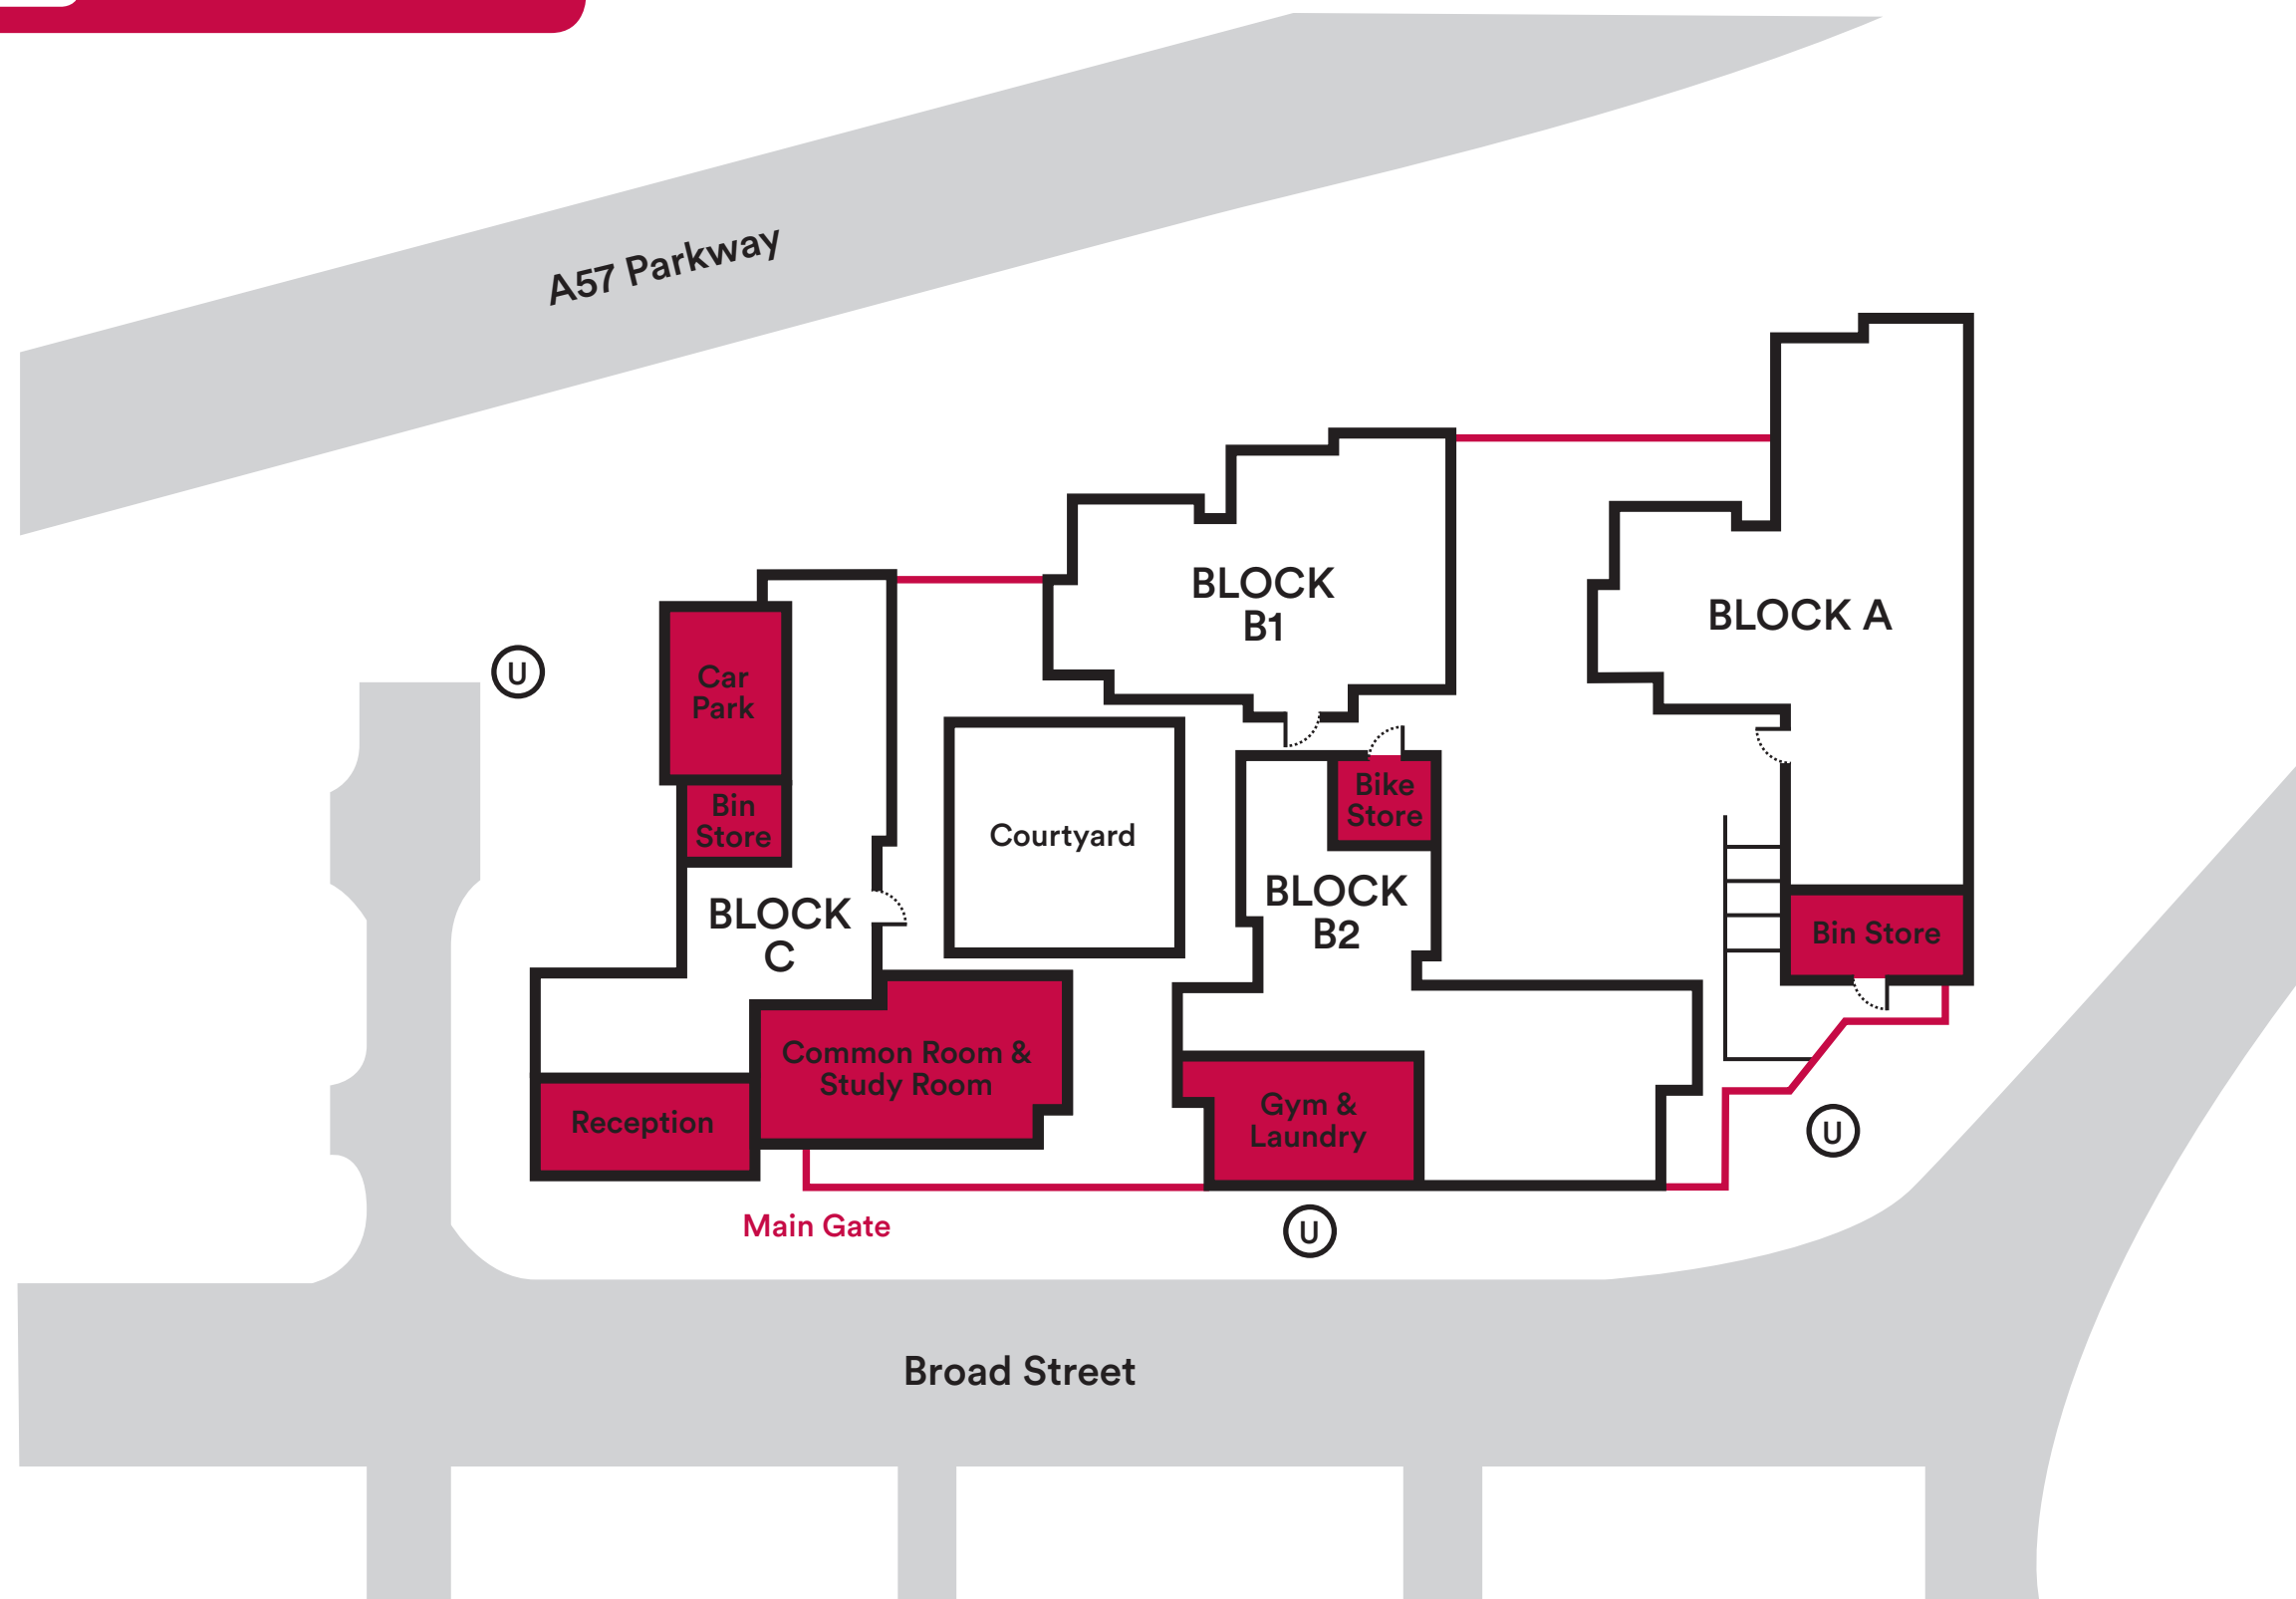 A57 Parkway
BLOCK
B1
BLOCK A
U
Car
Park
Bin
Store
Courtyard
Bike
Store
BLOCK
B2
BLOCK
C
Bin Store
Common Room &
Study Room
Reception
Gym &
Laundry
U
Main Gate
U
Broad Street